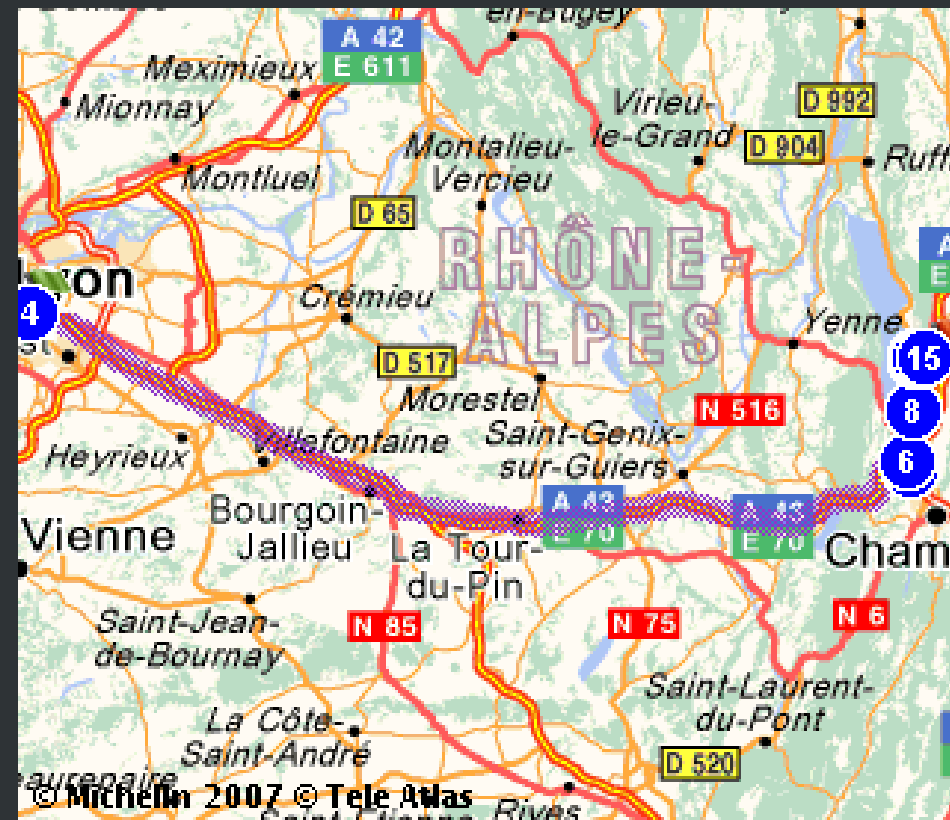 en-Bugey
A 42
E 611
Meximieux
Mionnay
Virieu-
le-Grand
D 992
D 904
Montalieu-
Vercieu
Montluel
Ruff
D 65
RHÔNE-
ALPES
yon
A
E
Crémieu
Yenne
4
St
15
D 517
Morestel
8
N 516
Villefontaine
Saint-Genix-
sur-Guiers
Heyrieux
6
A 43
E 70
A 43
E 70
Bourgoin-
Jallieu
Vienne
La Tour-
du-Pin
Cham
N 85
N 75
N 6
Saint-Jean-
de-Bournay
Saint-Laurent-
du-Pont
La Côte-
Saint-André
D 520
eaurepaire
© Michelin 2007 © Tele Atlas
Rives